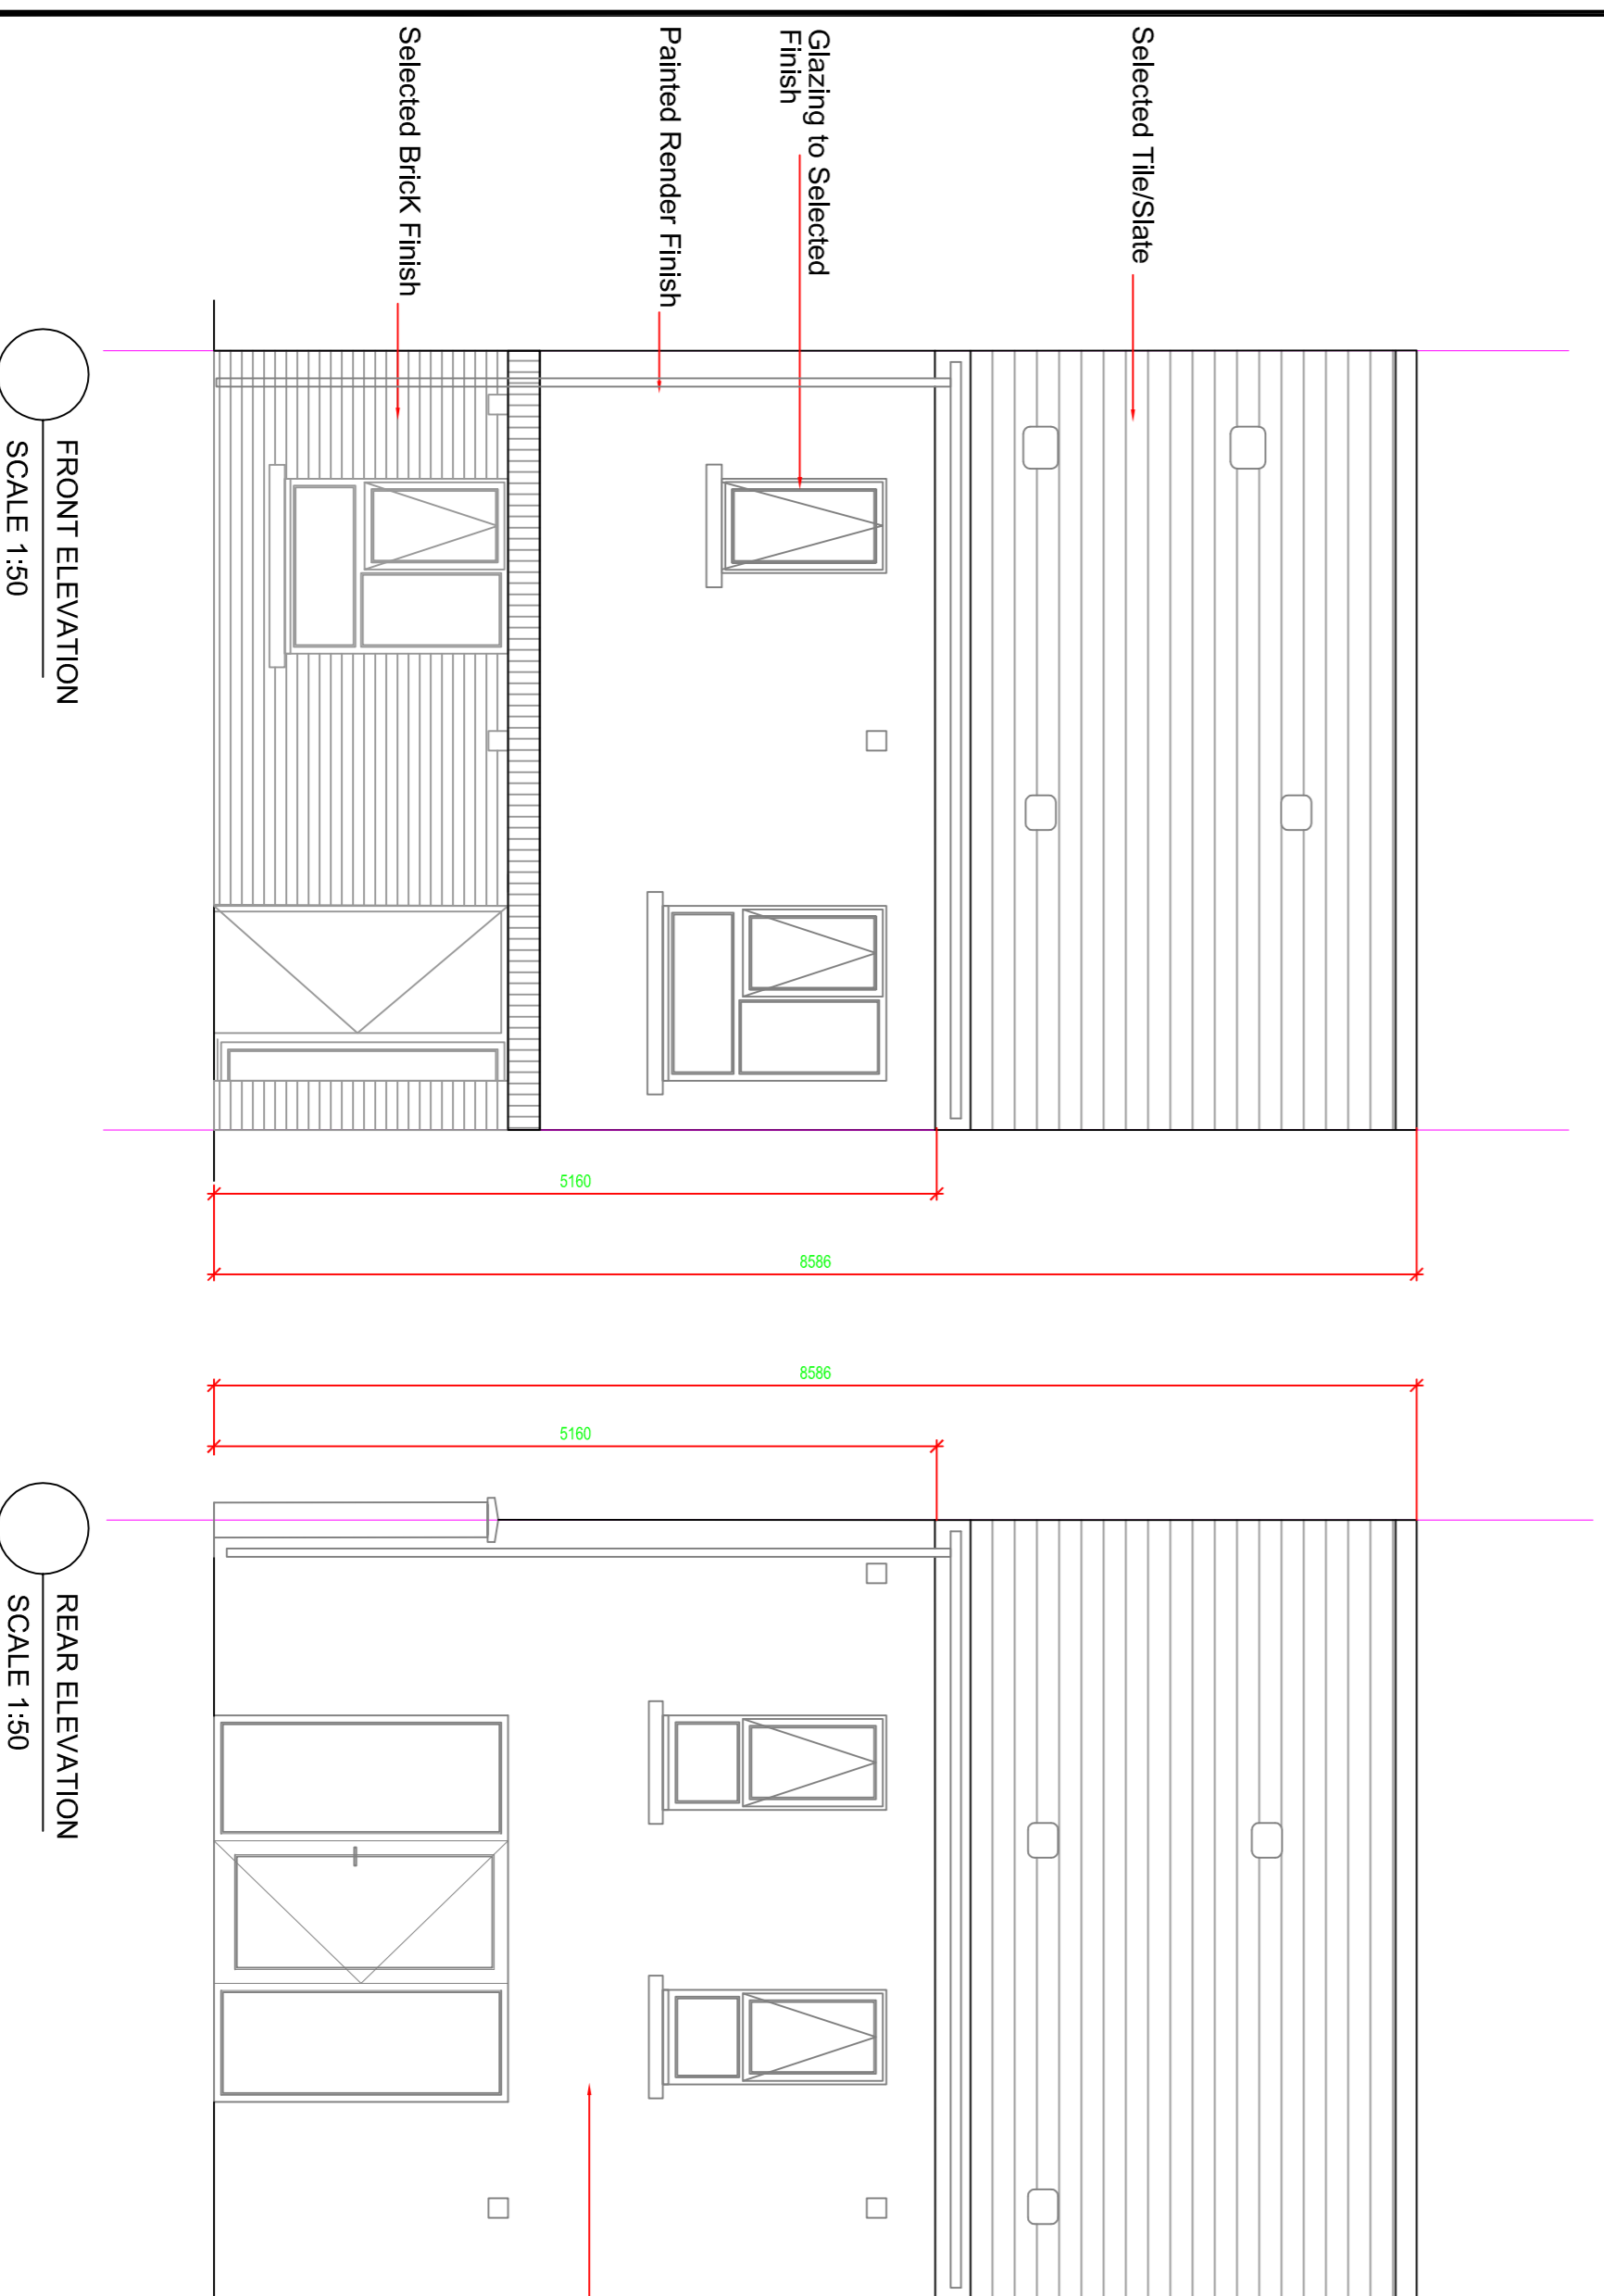 Selected Tile/Slate
Glazing to Selected
Finish
Painted Render Finish
Selected BricK Finish
5160
8586
FRONT ELEVATION
SCALE 1:50
8586
5160
REAR ELEVATION
SCALE 1:50